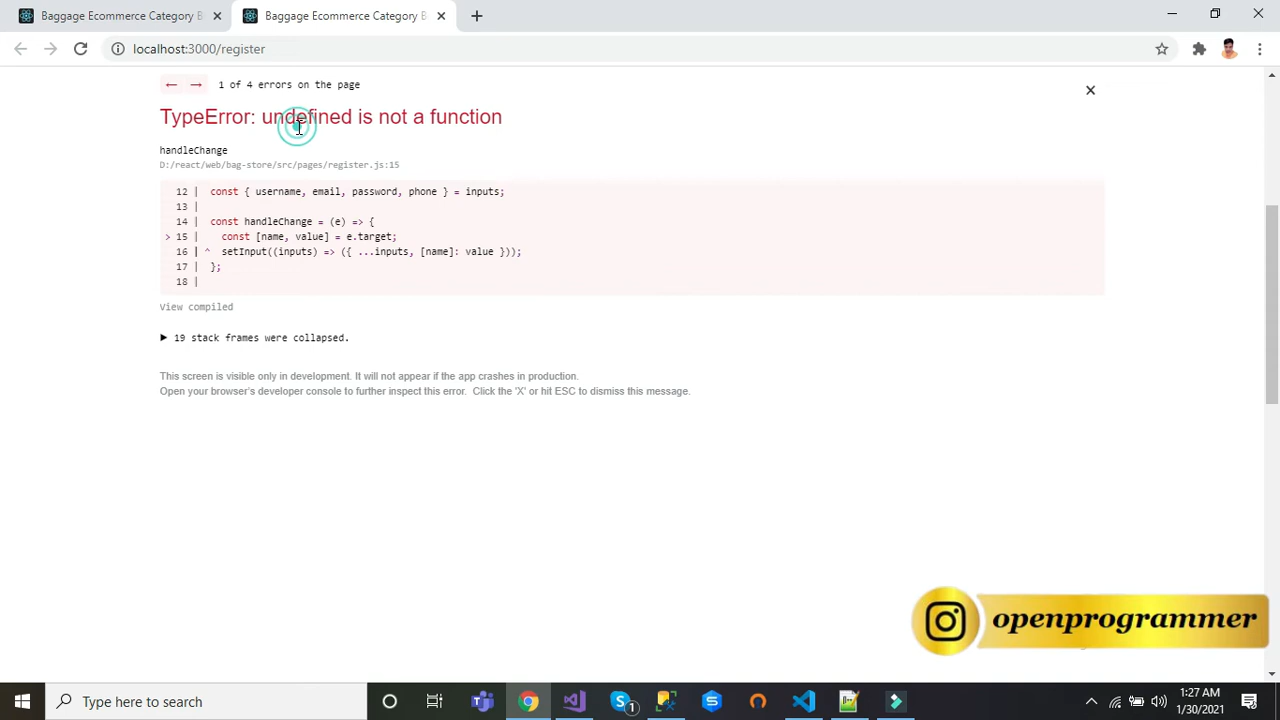 Baggage Ecommerce Category B
Baggage Ecommerce Category B
localhost:3000/register
1 of 4 errors on the page
TypeError: undefined is not a function
handleChange
D:/react/web/bag-store/src/pages/register.js:15
12 | const { username, email, password, phone } = inputs;
13 |
14 | const handleChange = (e) => {
> 15 | const [name, value] = e.target;
16 | ^ setInput((inputs) => ({ ...inputs, [name]: value }));
17 | };
18 |
View compiled
19 stack frames were collapsed.
This screen is visible only in development. It will not appear if the app crashes in production.
Open your browser's developer console to further inspect this error. Click the 'X' or hit ESC to dismiss this message.
openprogrammer
Type here to search
1
1:27 AM
1/30/2021